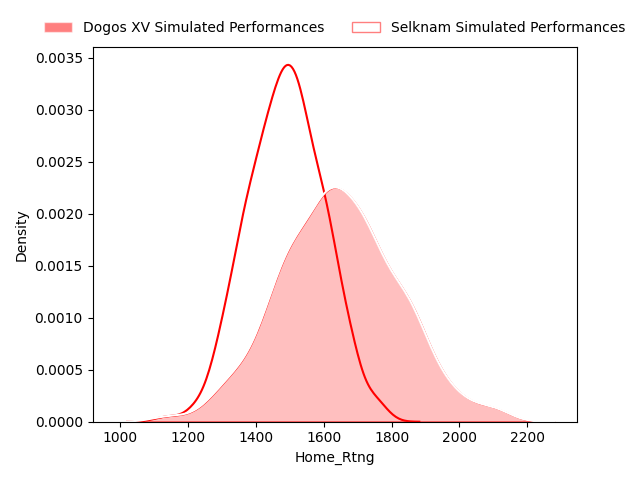 Dogos XV Simulated Performances Selknam Simulated Performances
0.0035
0.0030
0.0025
0.0020
0.0015
0.0010
0.0005
0.0000
Density
1000 1200 1400 1600 1800 2000 2200
Home_Rtng